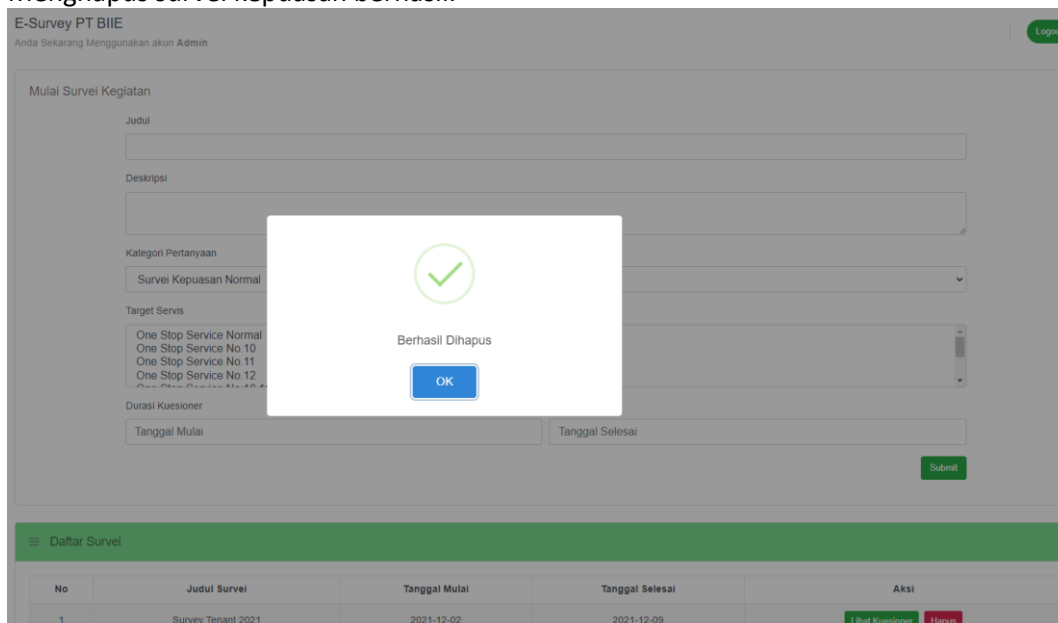 E-Survey PT BIIE
Anda Sekarang Menggunakan akun Admin
Mulai Survei Kegiatan
Judul
Deskripsi
Kategori Pertanyaan
Survei Kepuasan Normal
Target Servis
One Stop Service Normal
One Stop Service No.10
One Stop Service No.11
One Stop Service No.12
Berhasil Dihapus
OK
Durasi Kuesioner
Tanggal Mulai
Tanggal Selesai
Submit
Daftar Survei
No Judul Survei Tanggal Mulai Tanggal Selesai Aksi
1 Survey Tenant 2021 2021-12-02 2021-12-09 Lihat Kuesioner Hapus